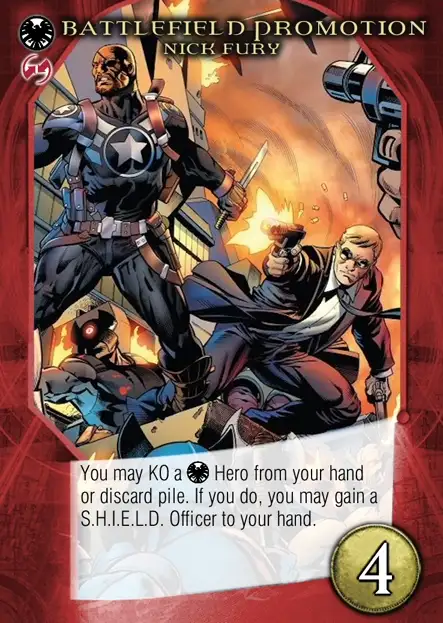 BATTLEFIELD PROMOTION
NICK FURY
You may KO a Hero from your hand
or discard pile. If you do, you may gain a
S.H.I.E.L.D. Officer to your hand.
4